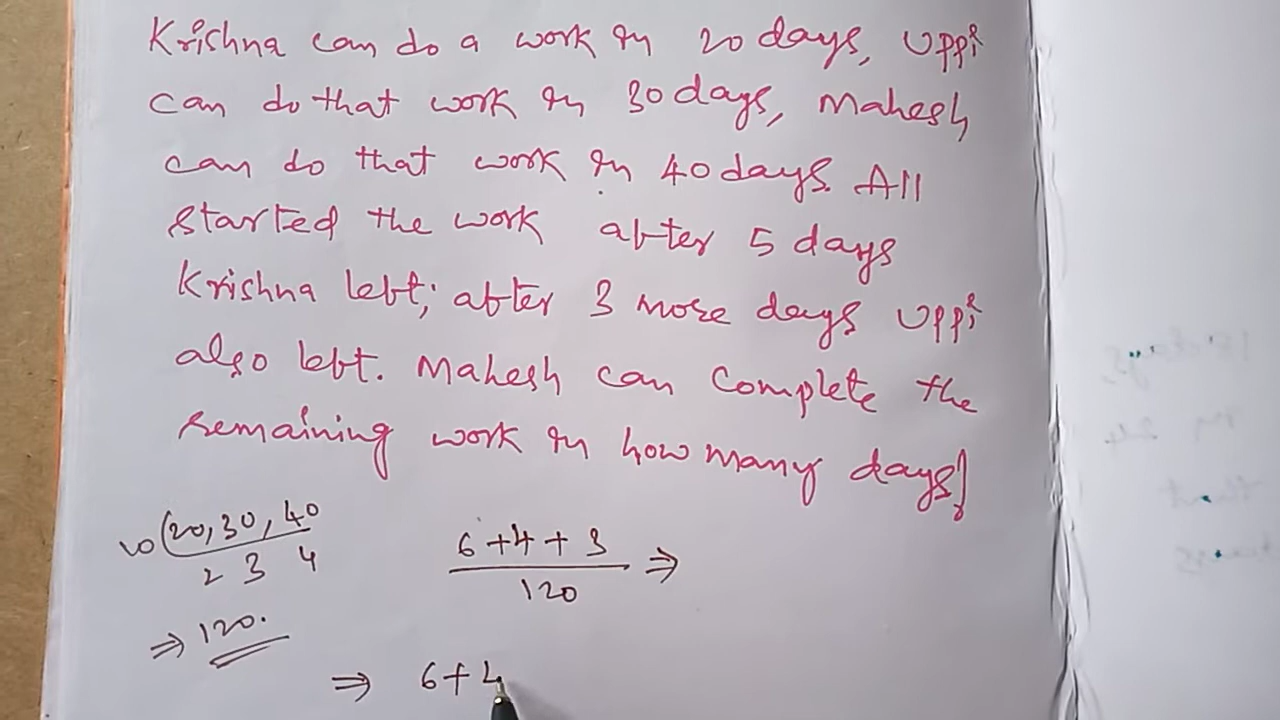 Krishna can do a work in 20 days, Uppi
can do that work in 30 days, Mahesh
can do that work in 40 days. All
started the work after 5 days
Krishna left; after 3 more days Uppi
also left. Mahesh can complete the
remaining work in how many days?
10 (20, 30, 40
2 3 4
⇒ 120.
6 + 4 + 3
120 ⇒
⇒ 6 + 4